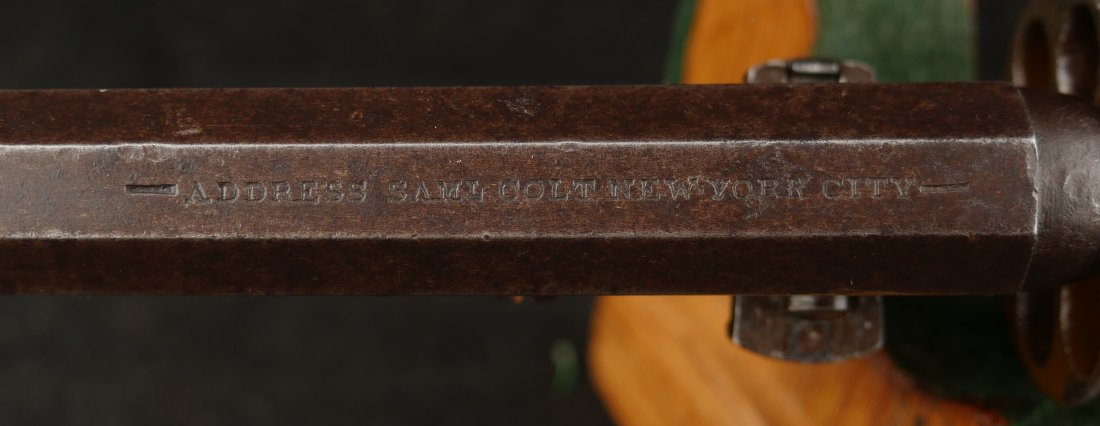 — ADDRESS SAML COLT NEW YORK CITY —